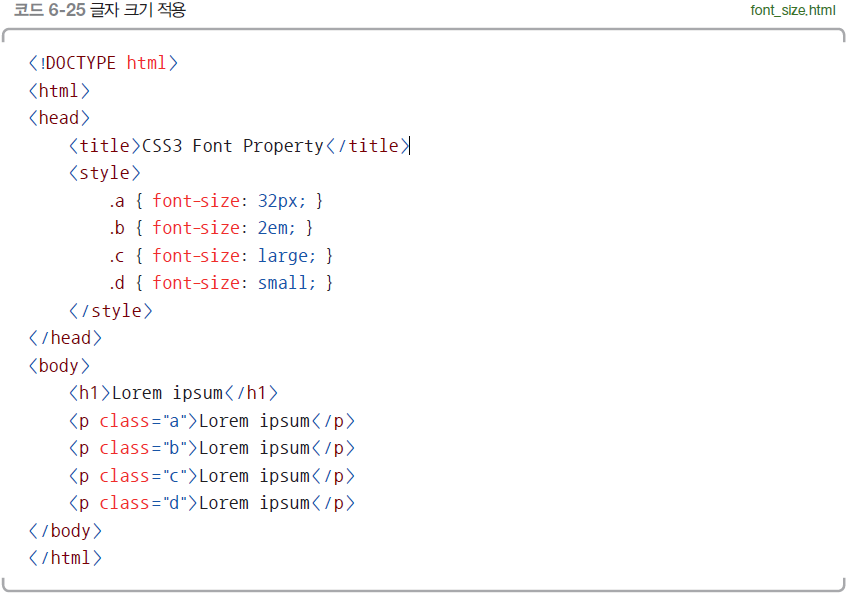 코드 6-25 글자 크기 적용 font_size.html
<!DOCTYPE html>
<html>
<head>
    <title>CSS3 Font Property</title>
    <style>
        .a { font-size: 32px; }
        .b { font-size: 2em; }
        .c { font-size: large; }
        .d { font-size: small; }
    </style>
</head>
<body>
    <h1>Lorem ipsum</h1>
    <p class="a">Lorem ipsum</p>
    <p class="b">Lorem ipsum</p>
    <p class="c">Lorem ipsum</p>
    <p class="d">Lorem ipsum</p>
</body>
</html>